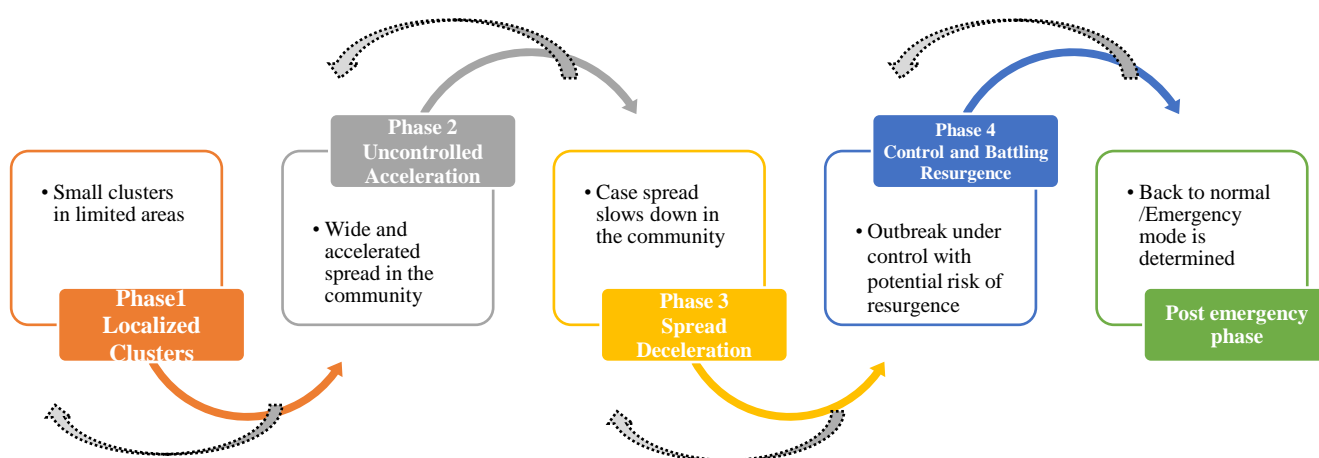 • Small clusters
in limited areas
Phase1
Localized
Clusters
Phase 2
Uncontrolled
Acceleration
• Wide and
accelerated
spread in the
community
• Case spread
slows down in
the community
Phase 3
Spread
Deceleration
Phase 4
Control and Battling
Resurgence
• Outbreak under
control with
potential risk of
resurgence
• Back to normal
/Emergency
mode is
determined
Post emergency
phase